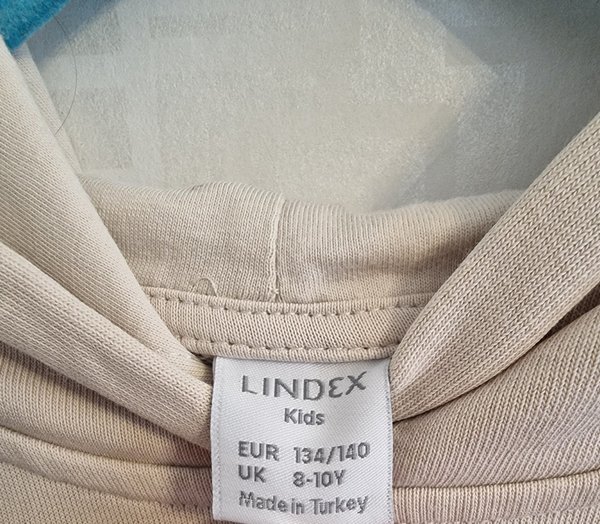 LINDEX
Kids
EUR 134/140
UK 8-10Y
Made in Turkey